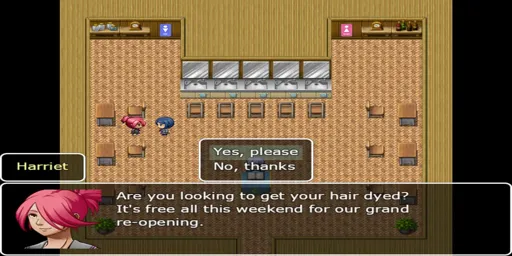 Yes, please
No, thanks
Harriet
Are you looking to get your hair dyed?
It's free all this weekend for our grand
re-opening.